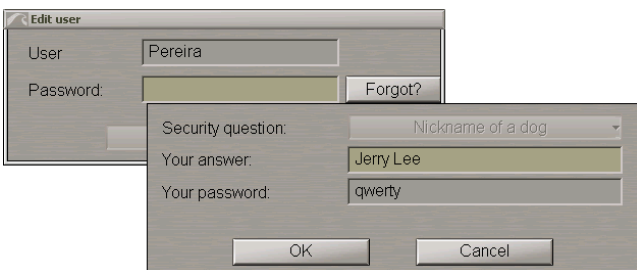 Edit user
User Pereira
Password: Forgot?
Security question: Nickname of a dog
Your answer: Jerry Lee
Your password: qwerty
OK Cancel